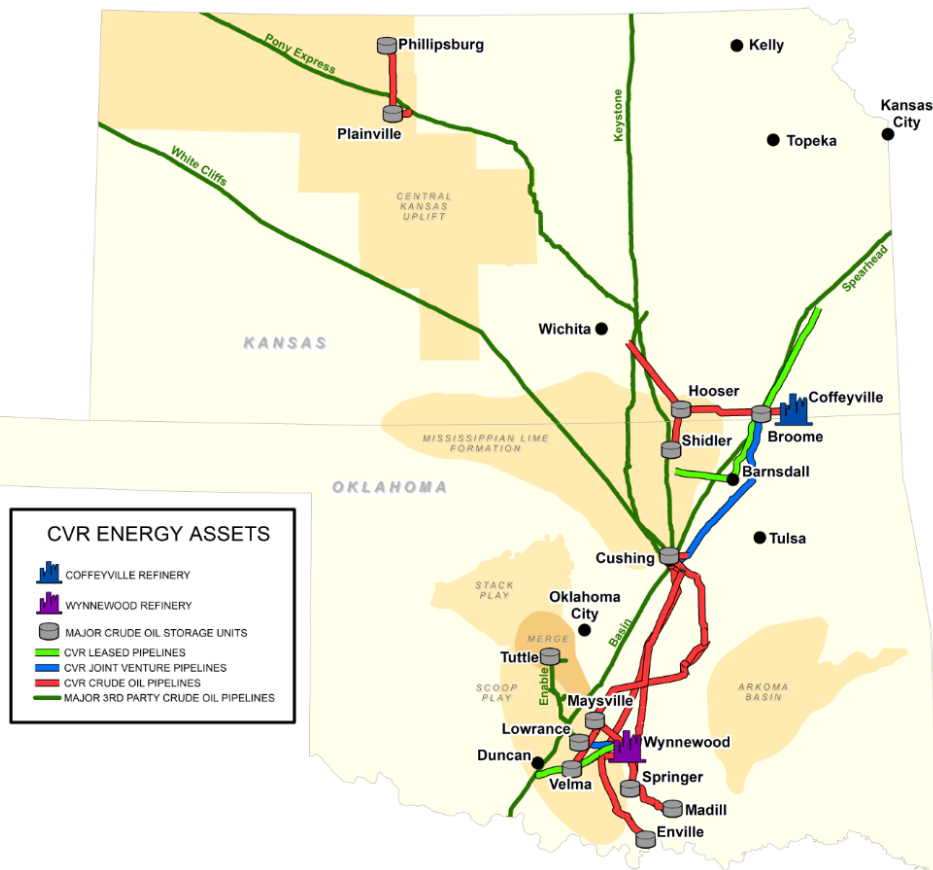 Phillipsburg
Kelly
Pony Express
Kansas
City
Keystone
Plainville
Topeka
White Cliffs
CENTRAL
KANSAS
UPLIFT
Spearhead
Wichita
KANSAS
Hooser
Coffeyville
Broome
MISSISSIPPIAN LIME
FORMATION
Shidler
Barnsdall
OKLAHOMA
CVR ENERGY ASSETS
COFFEYVILLE REFINERY
WYNNEWOOD REFINERY
MAJOR CRUDE OIL STORAGE UNITS
CVR LEASED PIPELINES
CVR JOINT VENTURE PIPELINES
CVR CRUDE OIL PIPELINES
MAJOR 3RD PARTY CRUDE OIL PIPELINES
Tulsa
Cushing
STACK
PLAY
Oklahoma
City
Basin
MERGE
Tuttle
Enable
SCOOP
PLAY
ARKOMA
BASIN
Maysville
Lowrance
Wynnewood
Duncan
Velma
Springer
Madill
Enville